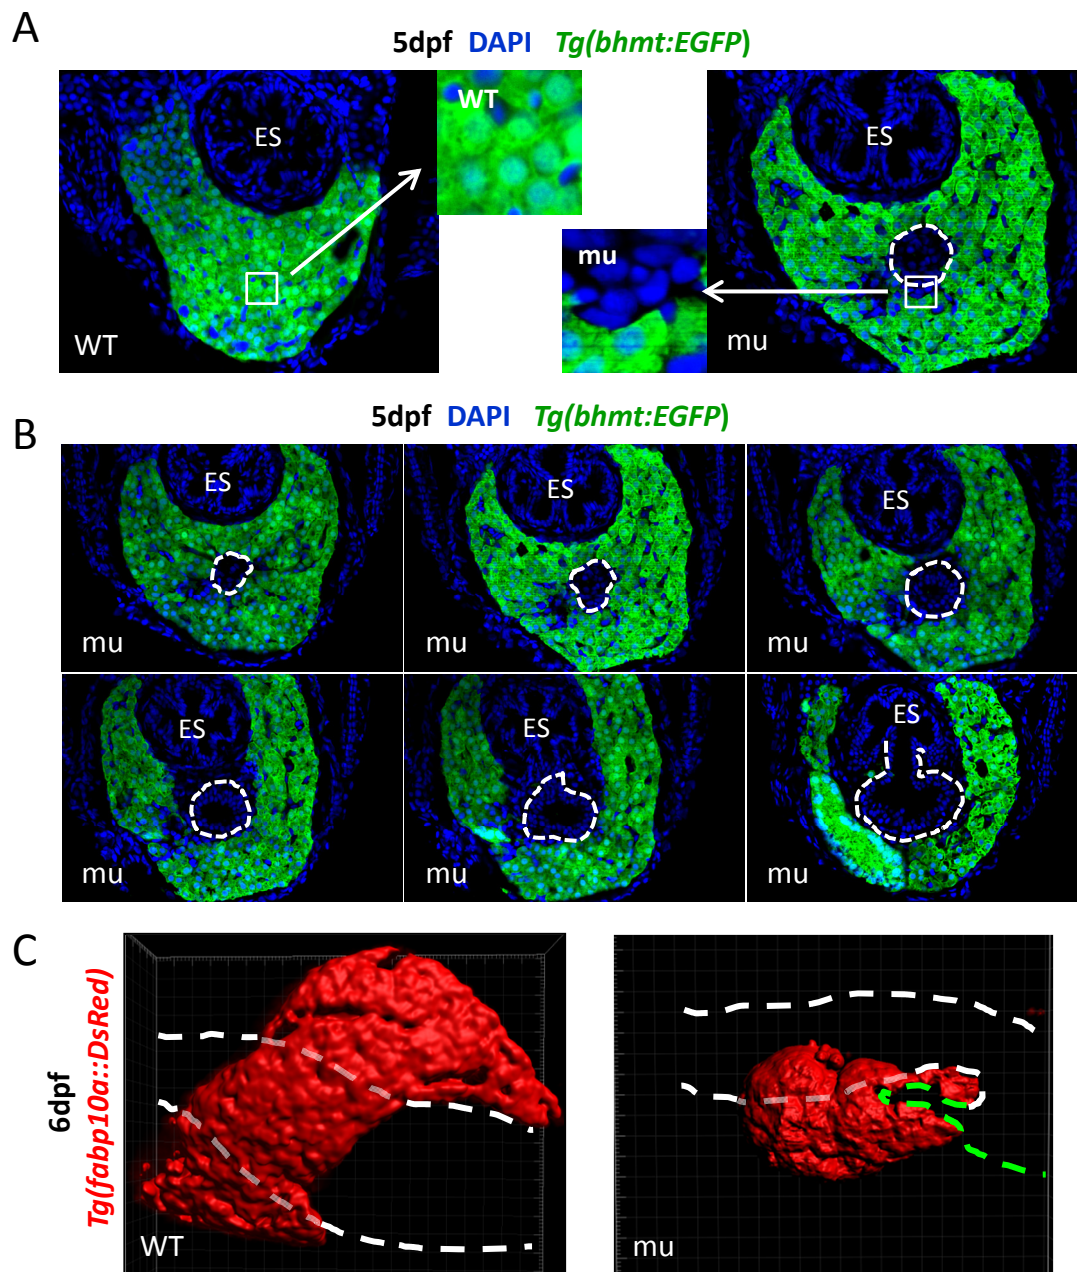 A
5dpf DAPI Tg(bhmt:EGFP)
ES
WT
WT
mu
ES
mu
B
5dpf DAPI Tg(bhmt:EGFP)
ES
mu
ES
mu
ES
mu
ES
mu
ES
mu
ES
mu
C
6dpf
Tg(fabp10a::DsRed)
WT
mu